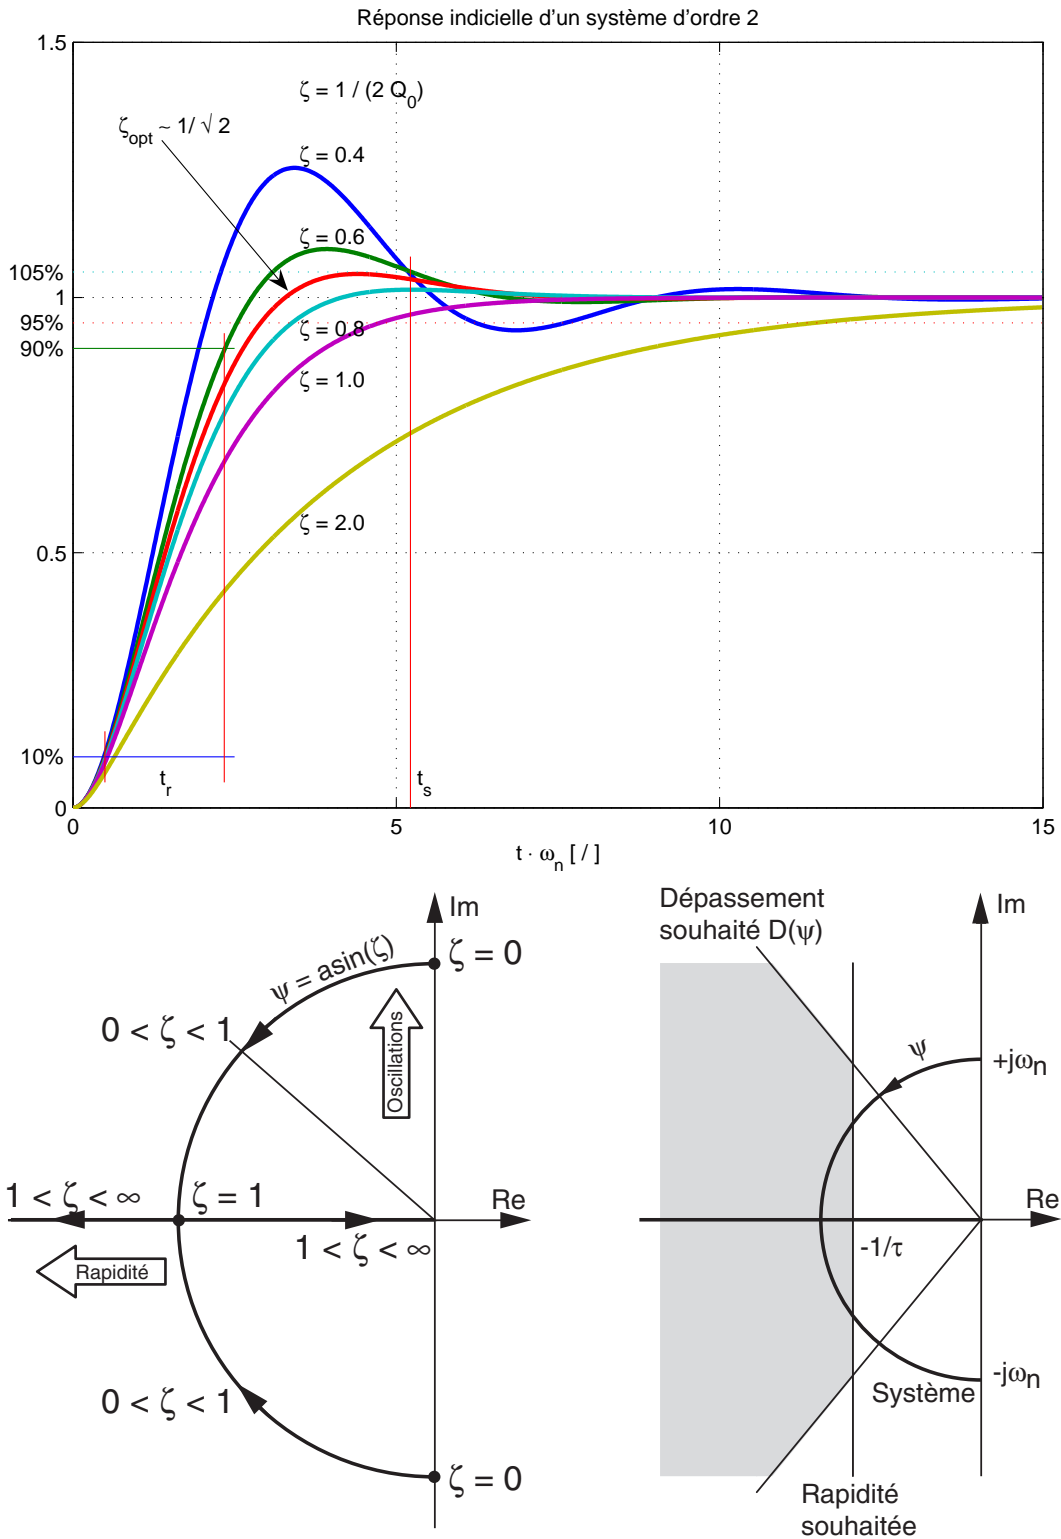 Réponse indicielle d'un système d'ordre 2
1.5
ζ = 1 / (2 Q0)
ζopt ~ 1/ √ 2
ζ = 0.4
ζ = 0.6
105%
1
95%
ζ = 0.8
90%
ζ = 1.0
ζ = 2.0
0.5
10%
tr
ts
0
0
5
10
15
t · ωn [ / ]
Im
ψ = asin(ζ)
ζ = 0
0 < ζ < 1
Oscillations
1 < ζ < ∞
ζ = 1
Re
1 < ζ < ∞
Rapidité
0 < ζ < 1
ζ = 0
Dépassement
souhaité D(ψ)
Im
ψ
+jωn
Re
-1/τ
-jωn
Système
Rapidité
souhaitée